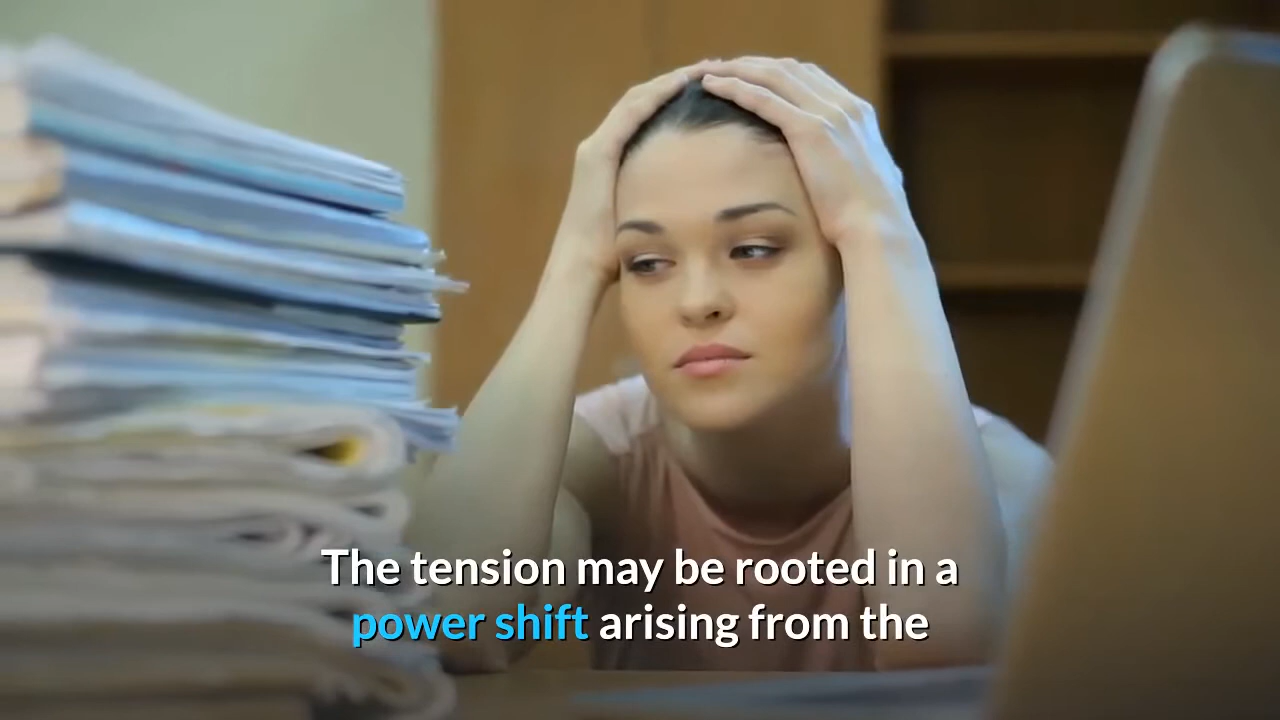 The tension may be rooted in a
power shift arising from the